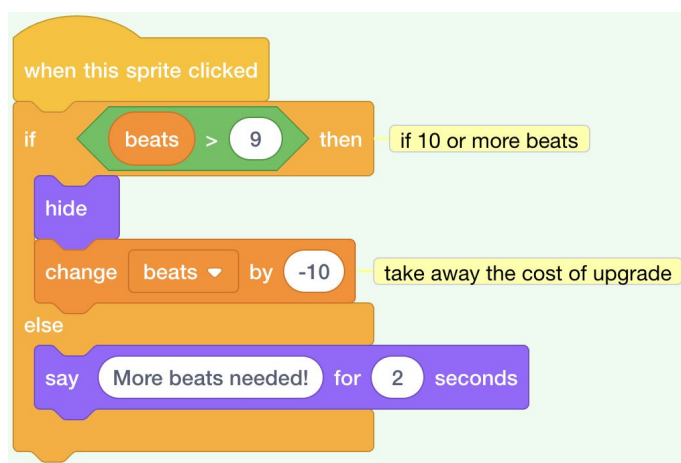 when this sprite clicked
if beats > 9 then if 10 or more beats
hide
change beats by -10 take away the cost of upgrade
else
say More beats needed! for 2 seconds